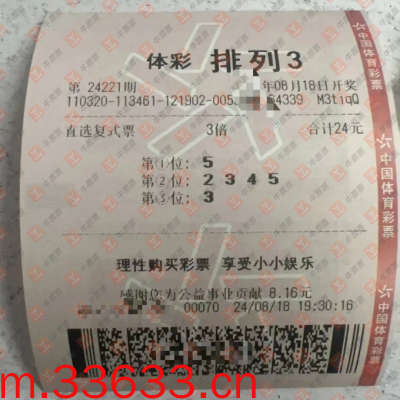 体彩 排列3
第 24221期 年08月18日开奖
110320-113461-121902-005 64339 M3tiqQ
直选复式票 3倍 合计24元
第1位: 5
第2位: 2 3 4 5
第3位: 3
理性购买彩票 享受小小娱乐
感谢您为公益事业贡献 8.16元
00070 24/08/18 19:30:16
中国体育彩票
中国体育彩票
中国体育彩票
m.33633.cn